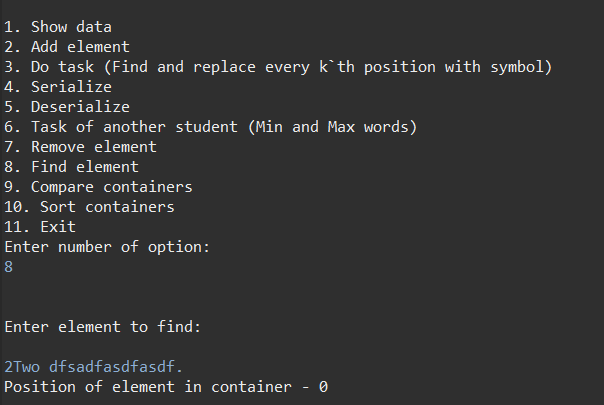 1. Show data
2. Add element
3. Do task (Find and replace every k`th position with symbol)
4. Serialize
5. Deserialize
6. Task of another student (Min and Max words)
7. Remove element
8. Find element
9. Compare containers
10. Sort containers
11. Exit
Enter number of option:
8
Enter element to find:
2Two dfsadfasdfasdf.
Position of element in container - 0